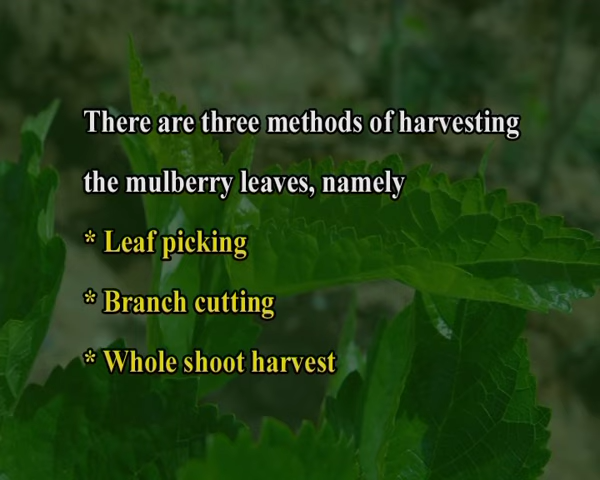 There are three methods of harvesting
the mulberry leaves, namely
* Leaf picking
* Branch cutting
* Whole shoot harvest